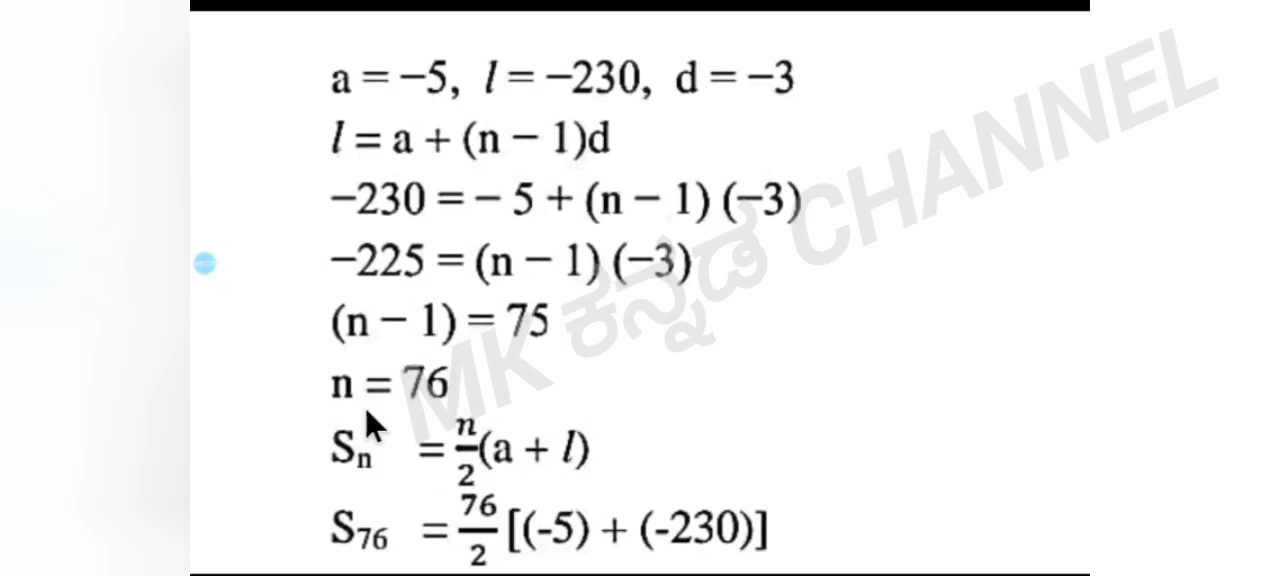 a = −5, l = −230, d = −3
l = a + (n − 1)d
−230 = − 5 + (n − 1) (−3)
−225 = (n − 1) (−3)
(n − 1) = 75
n = 76
Sₙ = n/2(a + l)
S₇₆ = 76/2 [(-5) + (-230)]
MK ಕನ್ನಡ CHANNEL